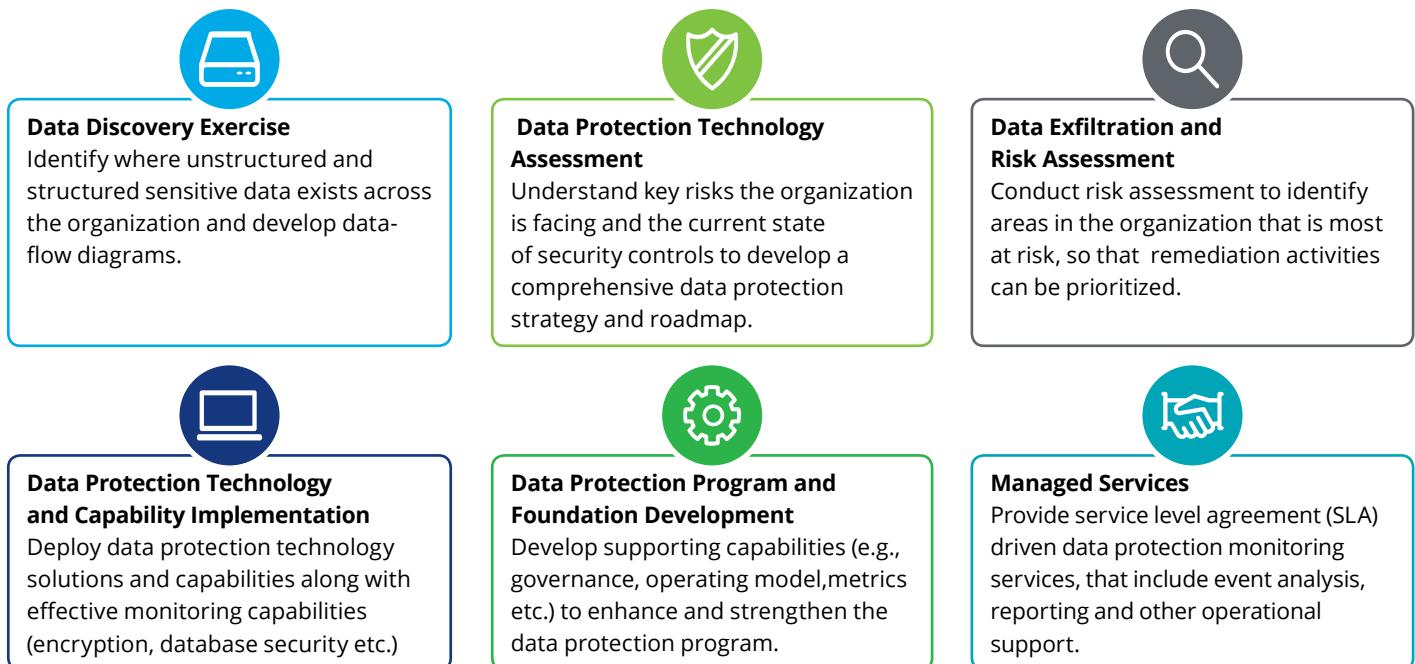 Data Discovery Exercise
Identify where unstructured and
structured sensitive data exists across
the organization and develop data-
flow diagrams.
Data Protection Technology
Assessment
Understand key risks the organization
is facing and the current state
of security controls to develop a
comprehensive data protection
strategy and roadmap.
Data Exfiltration and
Risk Assessment
Conduct risk assessment to identify
areas in the organization that is most
at risk, so that  remediation activities
can be prioritized.
Data Protection Technology
and Capability Implementation
Deploy data protection technology
solutions and capabilities along with
effective monitoring capabilities
(encryption, database security etc.)
Data Protection Program and
Foundation Development
Develop supporting capabilities (e.g.,
governance, operating model,metrics
etc.) to enhance and strengthen the
data protection program.
Managed Services
Provide service level agreement (SLA)
driven data protection monitoring
services, that include event analysis,
reporting and other operational
support.